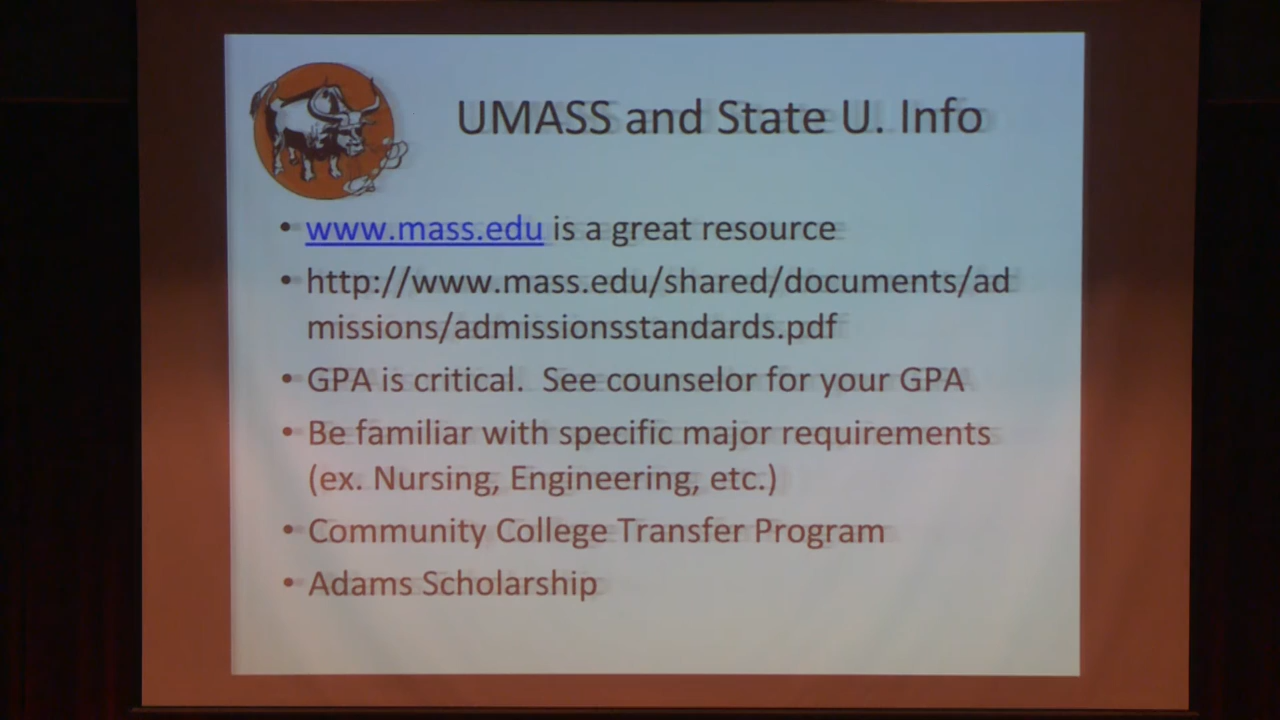 UMASS and State U. Info
• www.mass.edu is a great resource
• http://www.mass.edu/shared/documents/ad
missions/admissionsstandards.pdf
• GPA is critical.  See counselor for your GPA
• Be familiar with specific major requirements
(ex. Nursing, Engineering, etc.)
• Community College Transfer Program
• Adams Scholarship